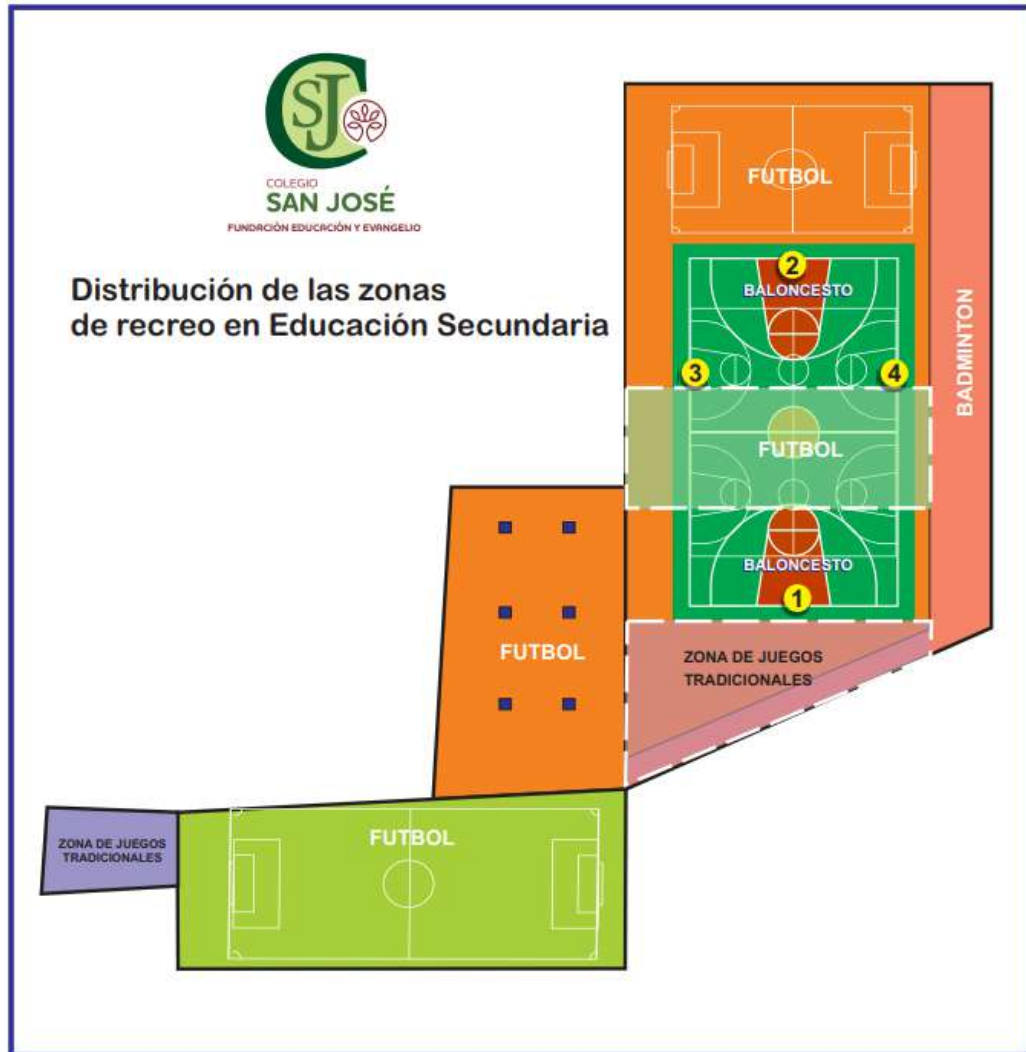 CSJ
COLEGIO
SAN JOSÉ
FUNDACIÓN EDUCACIÓN Y EVANGELIO
Distribución de las zonas
de recreo en Educación Secundaria
FUTBOL
2
BALONCESTO
3
4
BADMINTON
FUTBOL
BALONCESTO
1
FUTBOL
ZONA DE JUEGOS
TRADICIONALES
FUTBOL
ZONA DE JUEGOS
TRADICIONALES